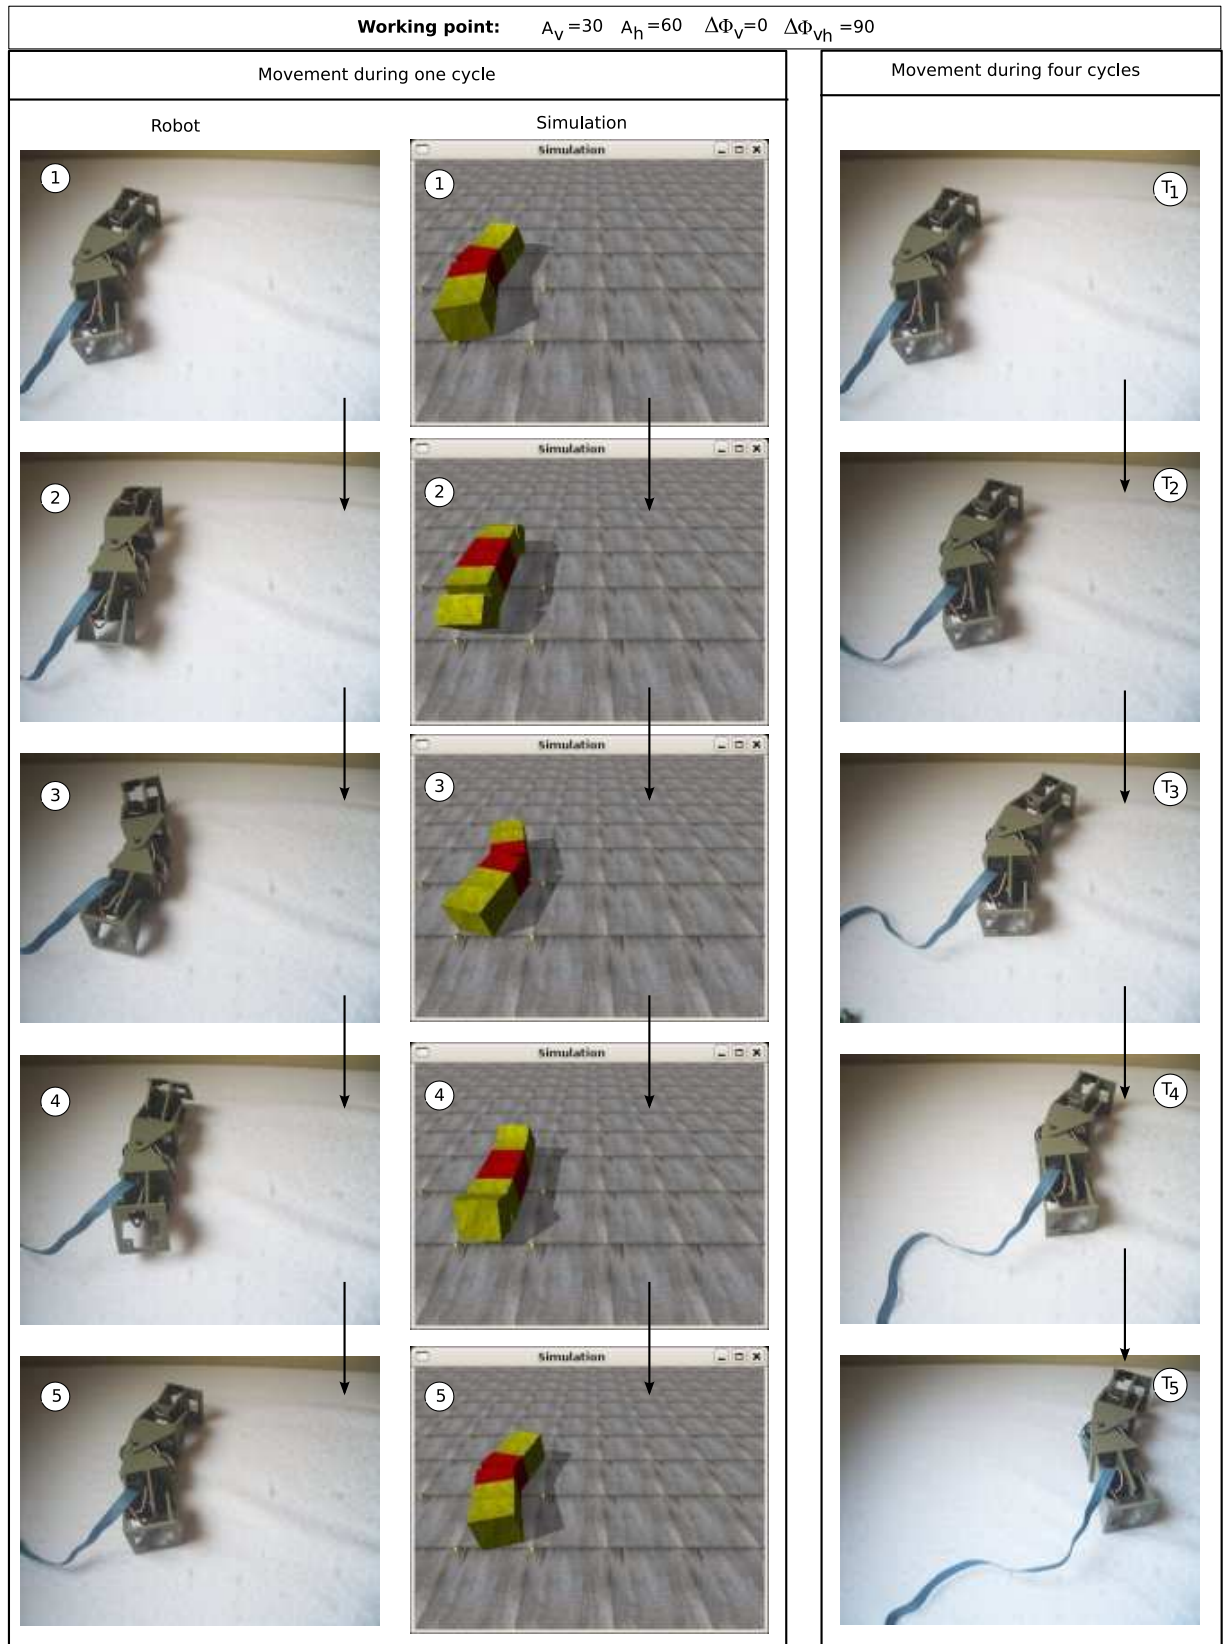 Working point: Av=30 Ah=60 ΔΦv=0 ΔΦvh=90
Movement during one cycle
Movement during four cycles
Robot
Simulation
1
Simulation
1
T1
2
Simulation
2
T2
3
Simulation
3
T3
4
Simulation
4
T4
5
Simulation
5
T5